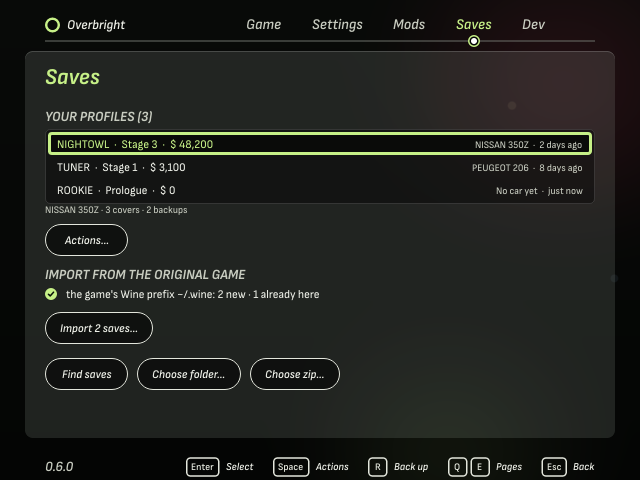 Overbright
Game Settings Mods Saves Dev
Saves
YOUR PROFILES (3)
NIGHTOWL · Stage 3 · $ 48,200 NISSAN 350Z · 2 days ago
TUNER · Stage 1 · $ 3,100 PEUGEOT 206 · 8 days ago
ROOKIE · Prologue · $ 0 No car yet · just now
NISSAN 350Z · 3 covers · 2 backups
Actions...
IMPORT FROM THE ORIGINAL GAME
the game's Wine prefix ~/.wine: 2 new · 1 already here
Import 2 saves...
Find saves Choose folder... Choose zip...
0.6.0 Enter Select Space Actions R Back up Q E Pages Esc Back